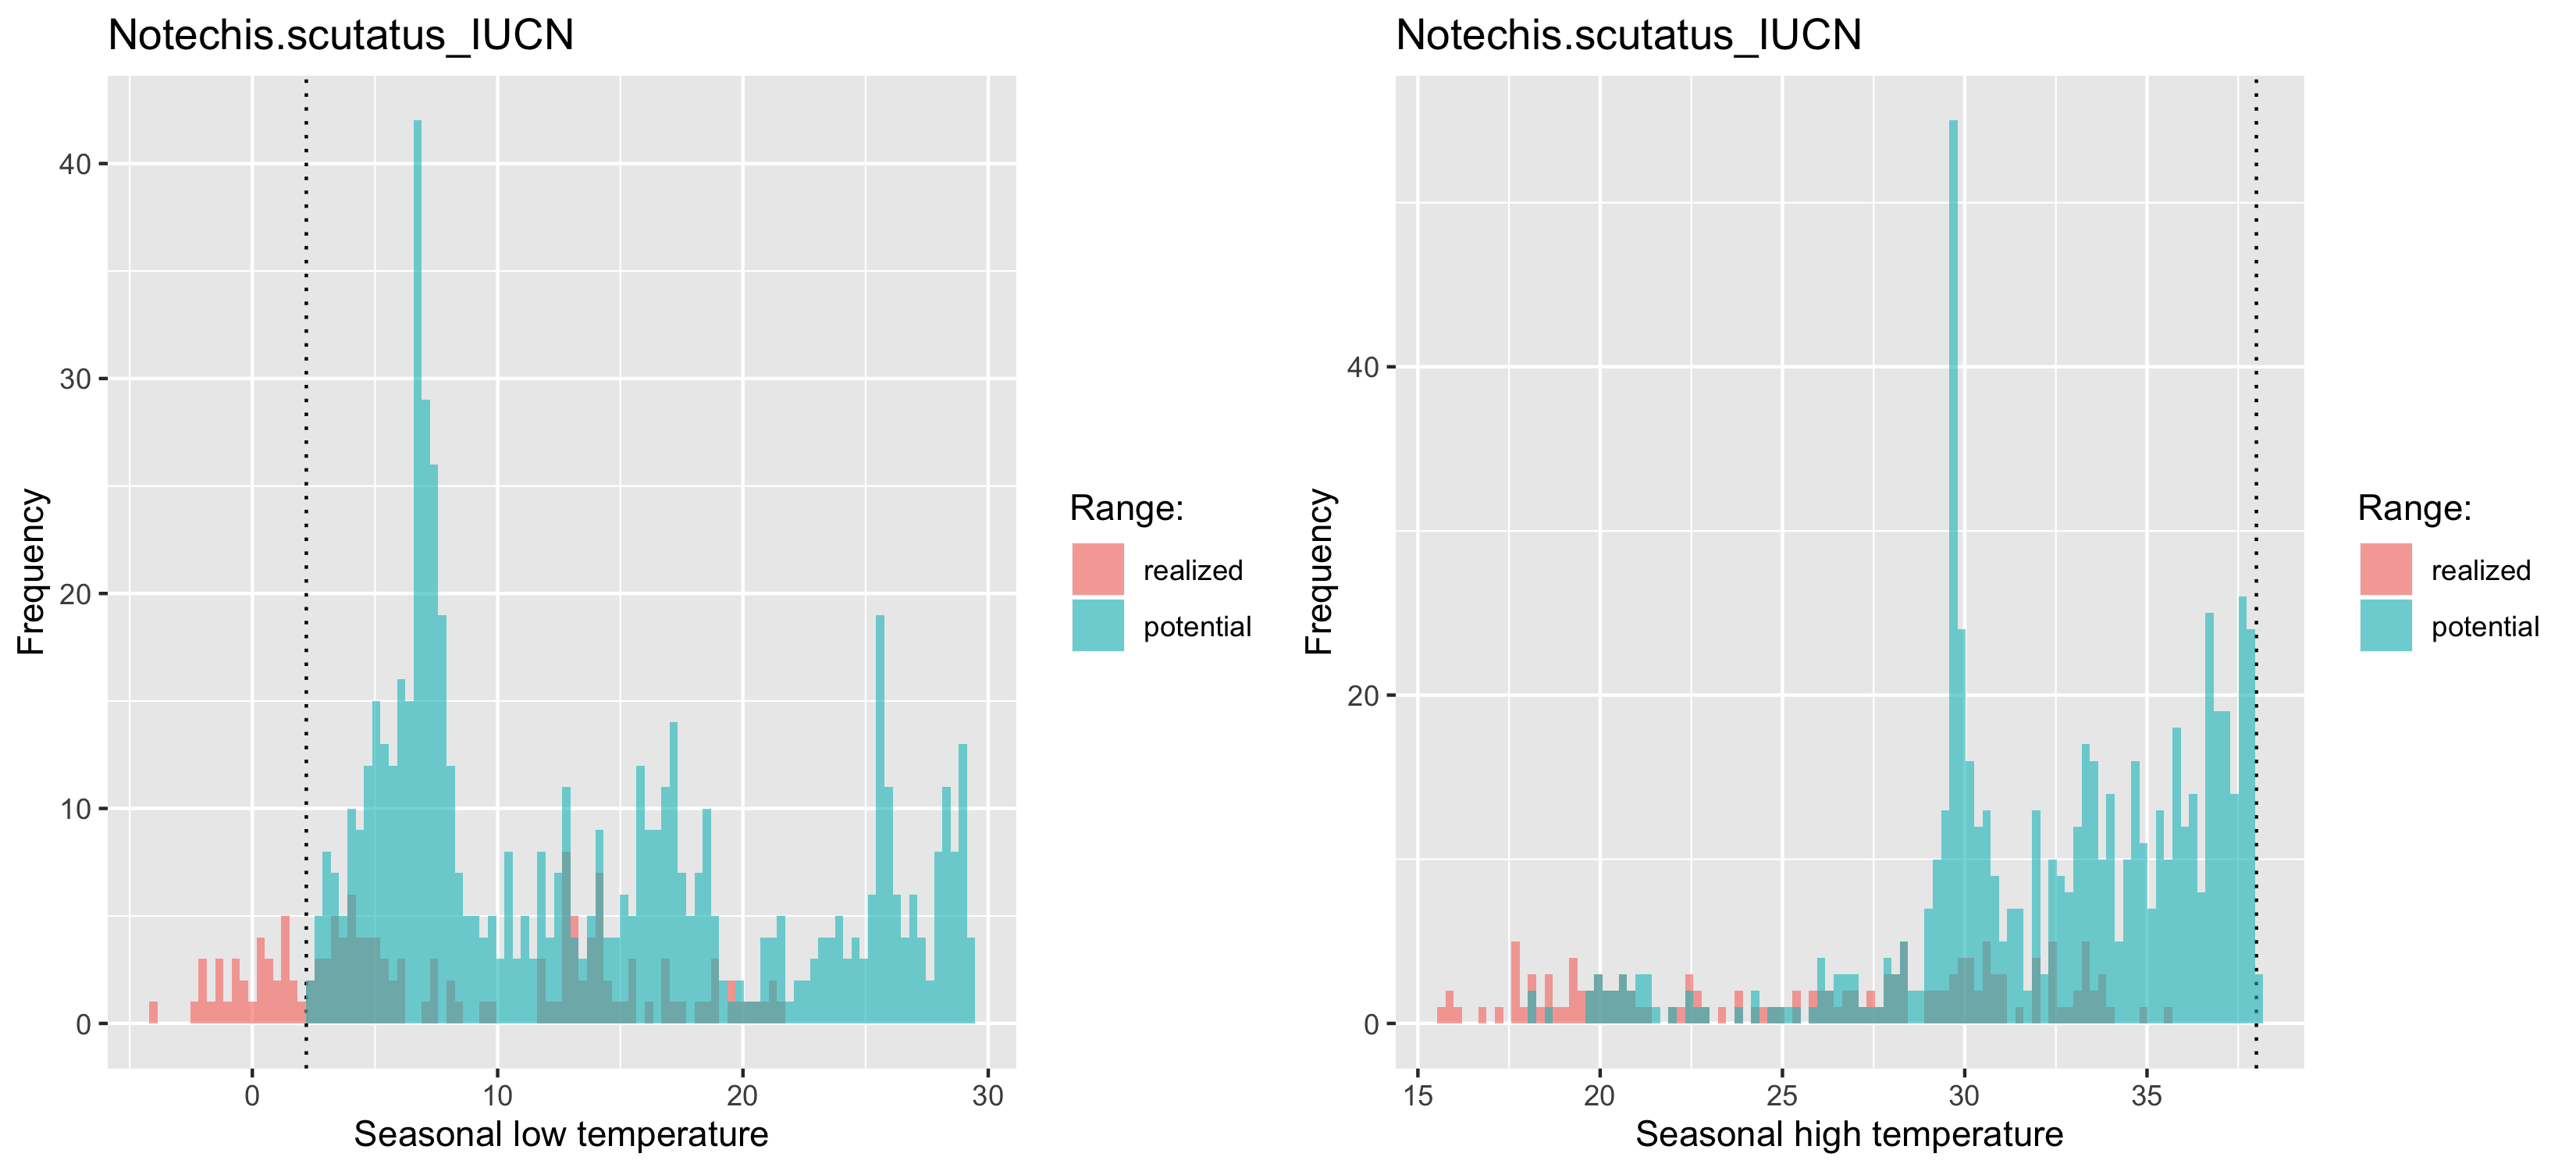 Notechis.scutatus_IUCN
Frequency
40
30
20
10
0
0 10 20 30
Seasonal low temperature
Range:
realized
potential
Notechis.scutatus_IUCN
Frequency
40
20
0
15 20 25 30 35
Seasonal high temperature
Range:
realized
potential